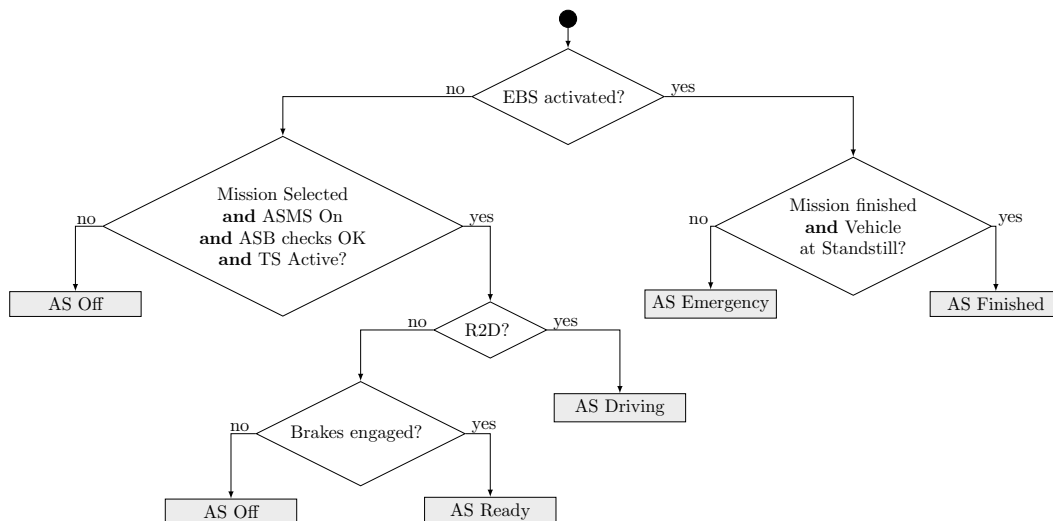 EBS activated?
no
yes
Mission Selected
and ASMS On
and ASB checks OK
and TS Active?
no
yes
Mission finished
and Vehicle
at Standstill?
no
yes
AS Off
AS Emergency
AS Finished
R2D?
no
yes
AS Driving
Brakes engaged?
no
yes
AS Off
AS Ready